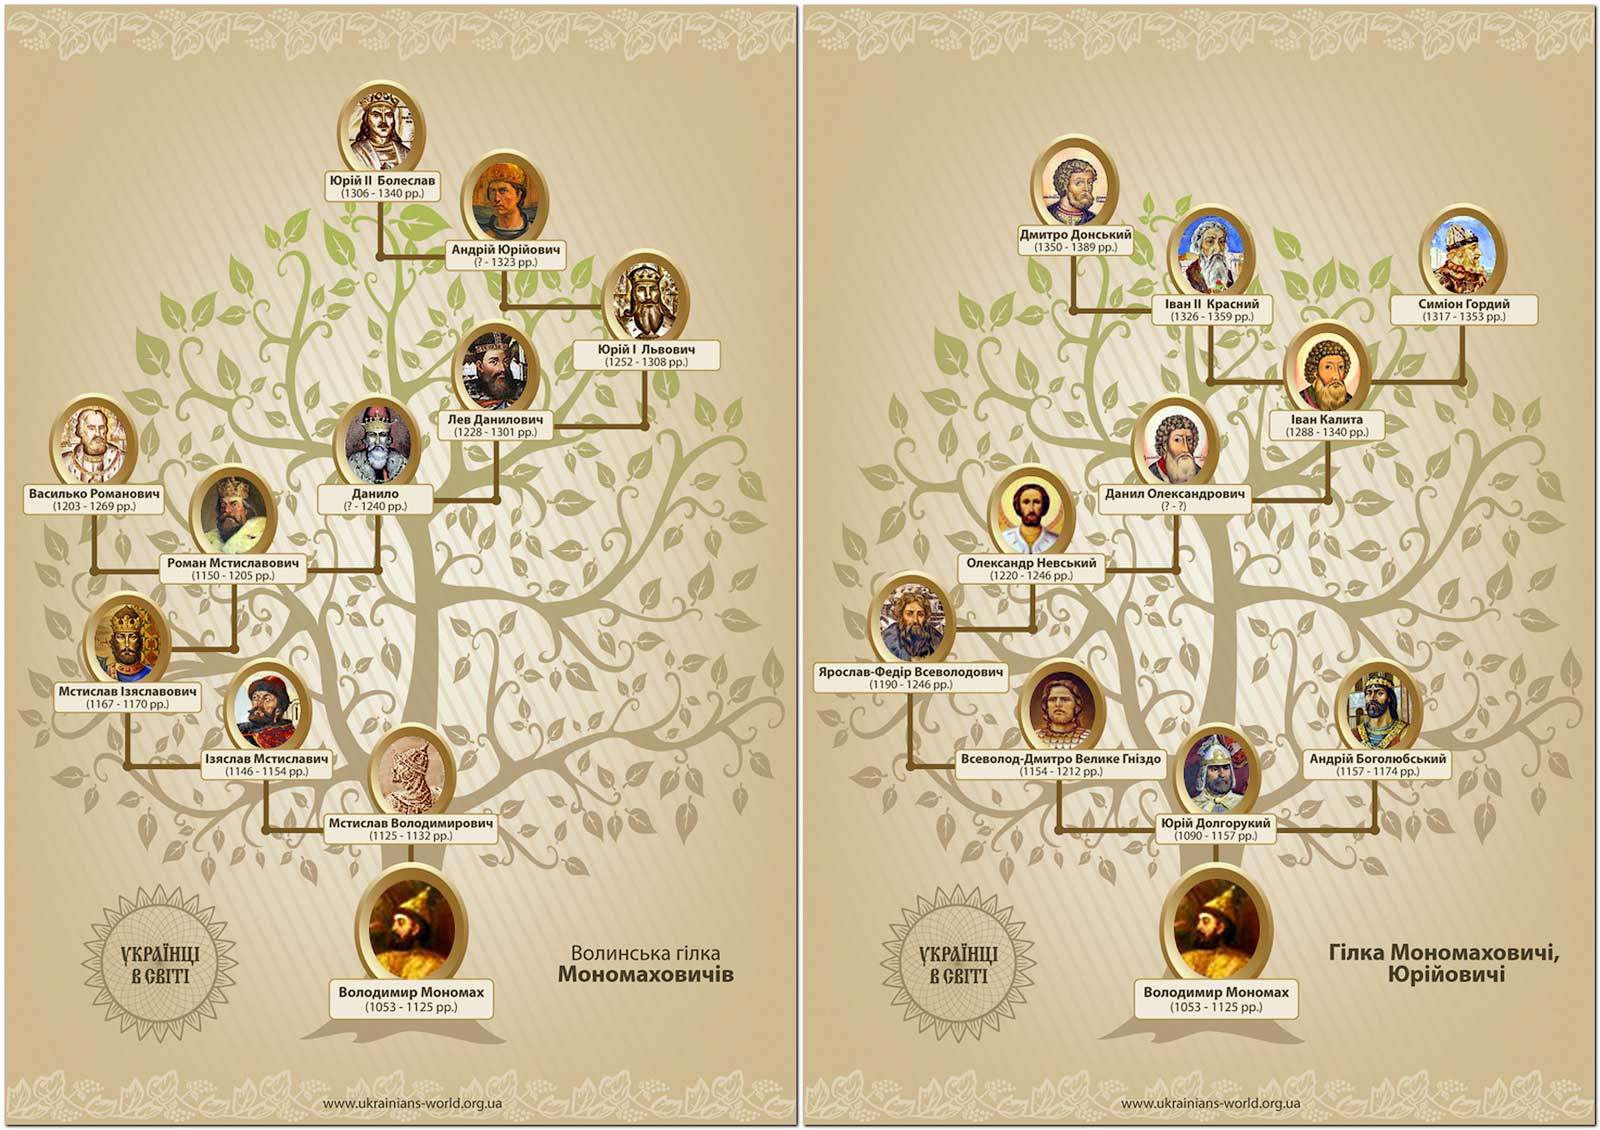 Юрій II Болеслав
(1306 - 1340 рр.)
Андрій Юрійович
(? - 1323 рр.)
Юрій I Львович
(1252 - 1308 рр.)
Лев Данилович
(1228 - 1301 рр.)
Василько Романович
(1203 - 1269 рр.)
Данило
(? - 1240 рр.)
Роман Мстиславович
(1150 - 1205 рр.)
Мстислав Ізяславович
(1167 - 1170 рр.)
Ізяслав Мстиславич
(1146 - 1154 рр.)
Мстислав Володимирович
(1125 - 1132 рр.)
УКРАЇНЦІ
В СВІТІ
Волинська гілка
Мономаховичів
Володимир Мономах
(1053 - 1125 рр.)
www.ukrainians-world.org.ua
Дмитро Донський
(1350 - 1389 рр.)
Іван II Красний
(1326 - 1359 рр.)
Симіон Гордий
(1317 - 1353 рр.)
Іван Калита
(1288 - 1340 рр.)
Данил Олександрович
(? - ?)
Олександр Невський
(1220 - 1246 рр.)
Ярослав-Федір Всеволодович
(1190 - 1246 рр.)
Всеволод-Дмитро Велике Гніздо
(1154 - 1212 рр.)
Андрій Боголюбський
(1157 - 1174 рр.)
Юрій Долгорукий
(1090 - 1157 рр.)
УКРАЇНЦІ
В СВІТІ
Гілка Мономаховичі,
Юрійовичі
Володимир Мономах
(1053 - 1125 рр.)
www.ukrainians-world.org.ua